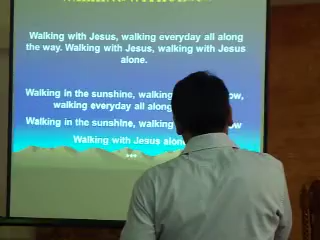 Walking with Jesus, walking everyday all along
the way. Walking with Jesus, walking with Jesus
alone.
Walking in the sunshine, walking
walking everyday all along
Walking in the sunshine, walking
Walking with Jesus alone